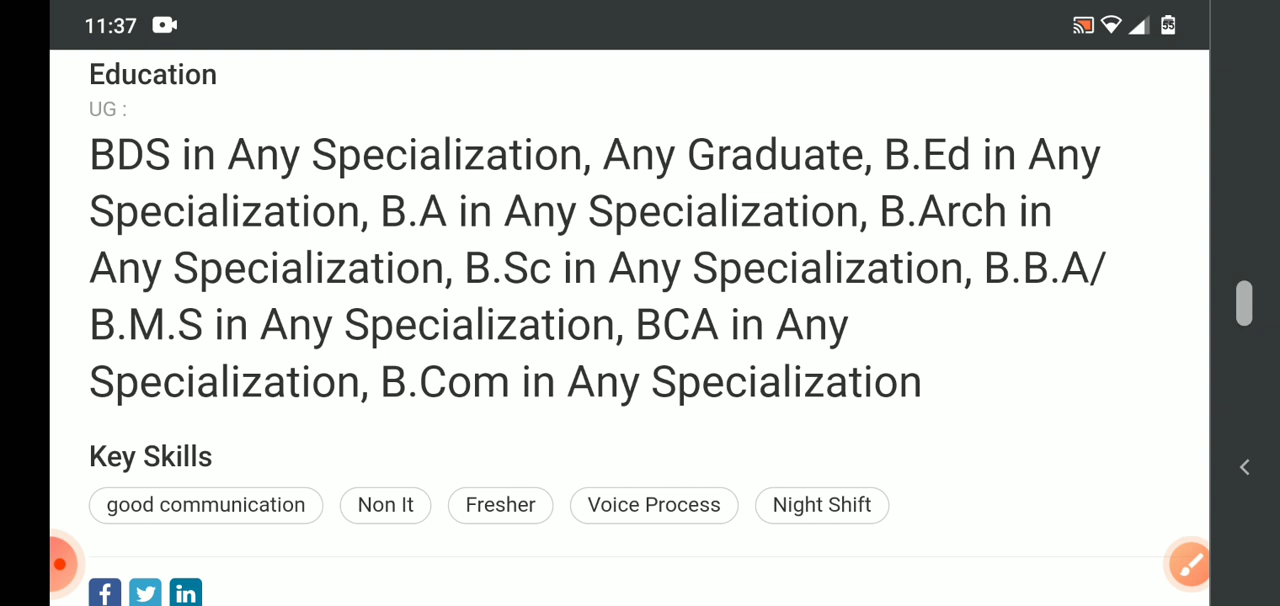 11:37
55
Education
UG :
BDS in Any Specialization, Any Graduate, B.Ed in Any
Specialization, B.A in Any Specialization, B.Arch in
Any Specialization, B.Sc in Any Specialization, B.B.A/
B.M.S in Any Specialization, BCA in Any
Specialization, B.Com in Any Specialization
Key Skills
good communication Non It Fresher Voice Process Night Shift
f in